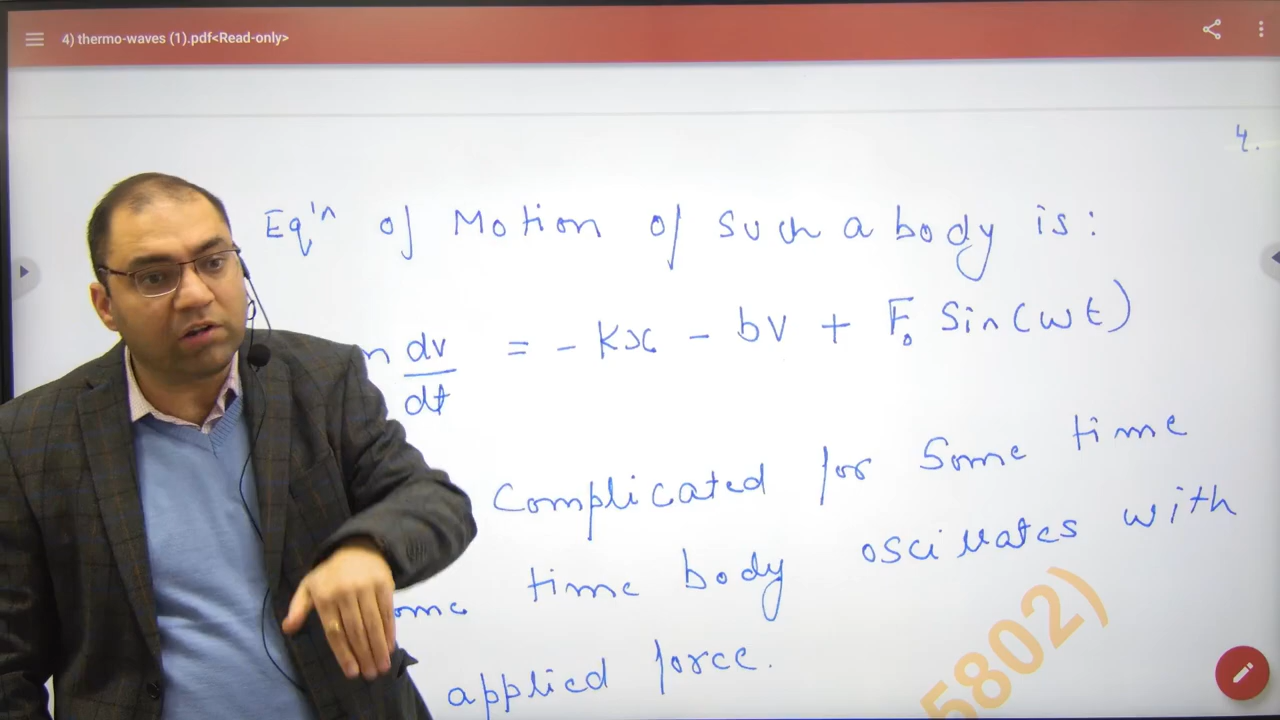 4) thermo-waves (1).pdf<Read-only>
4.
Eq'n of Motion of such a body is:
dv/dt = - Kx - bv + F₀ Sin(ωt)
Complicated for Some time
time body oscillates with
applied force.
5802)